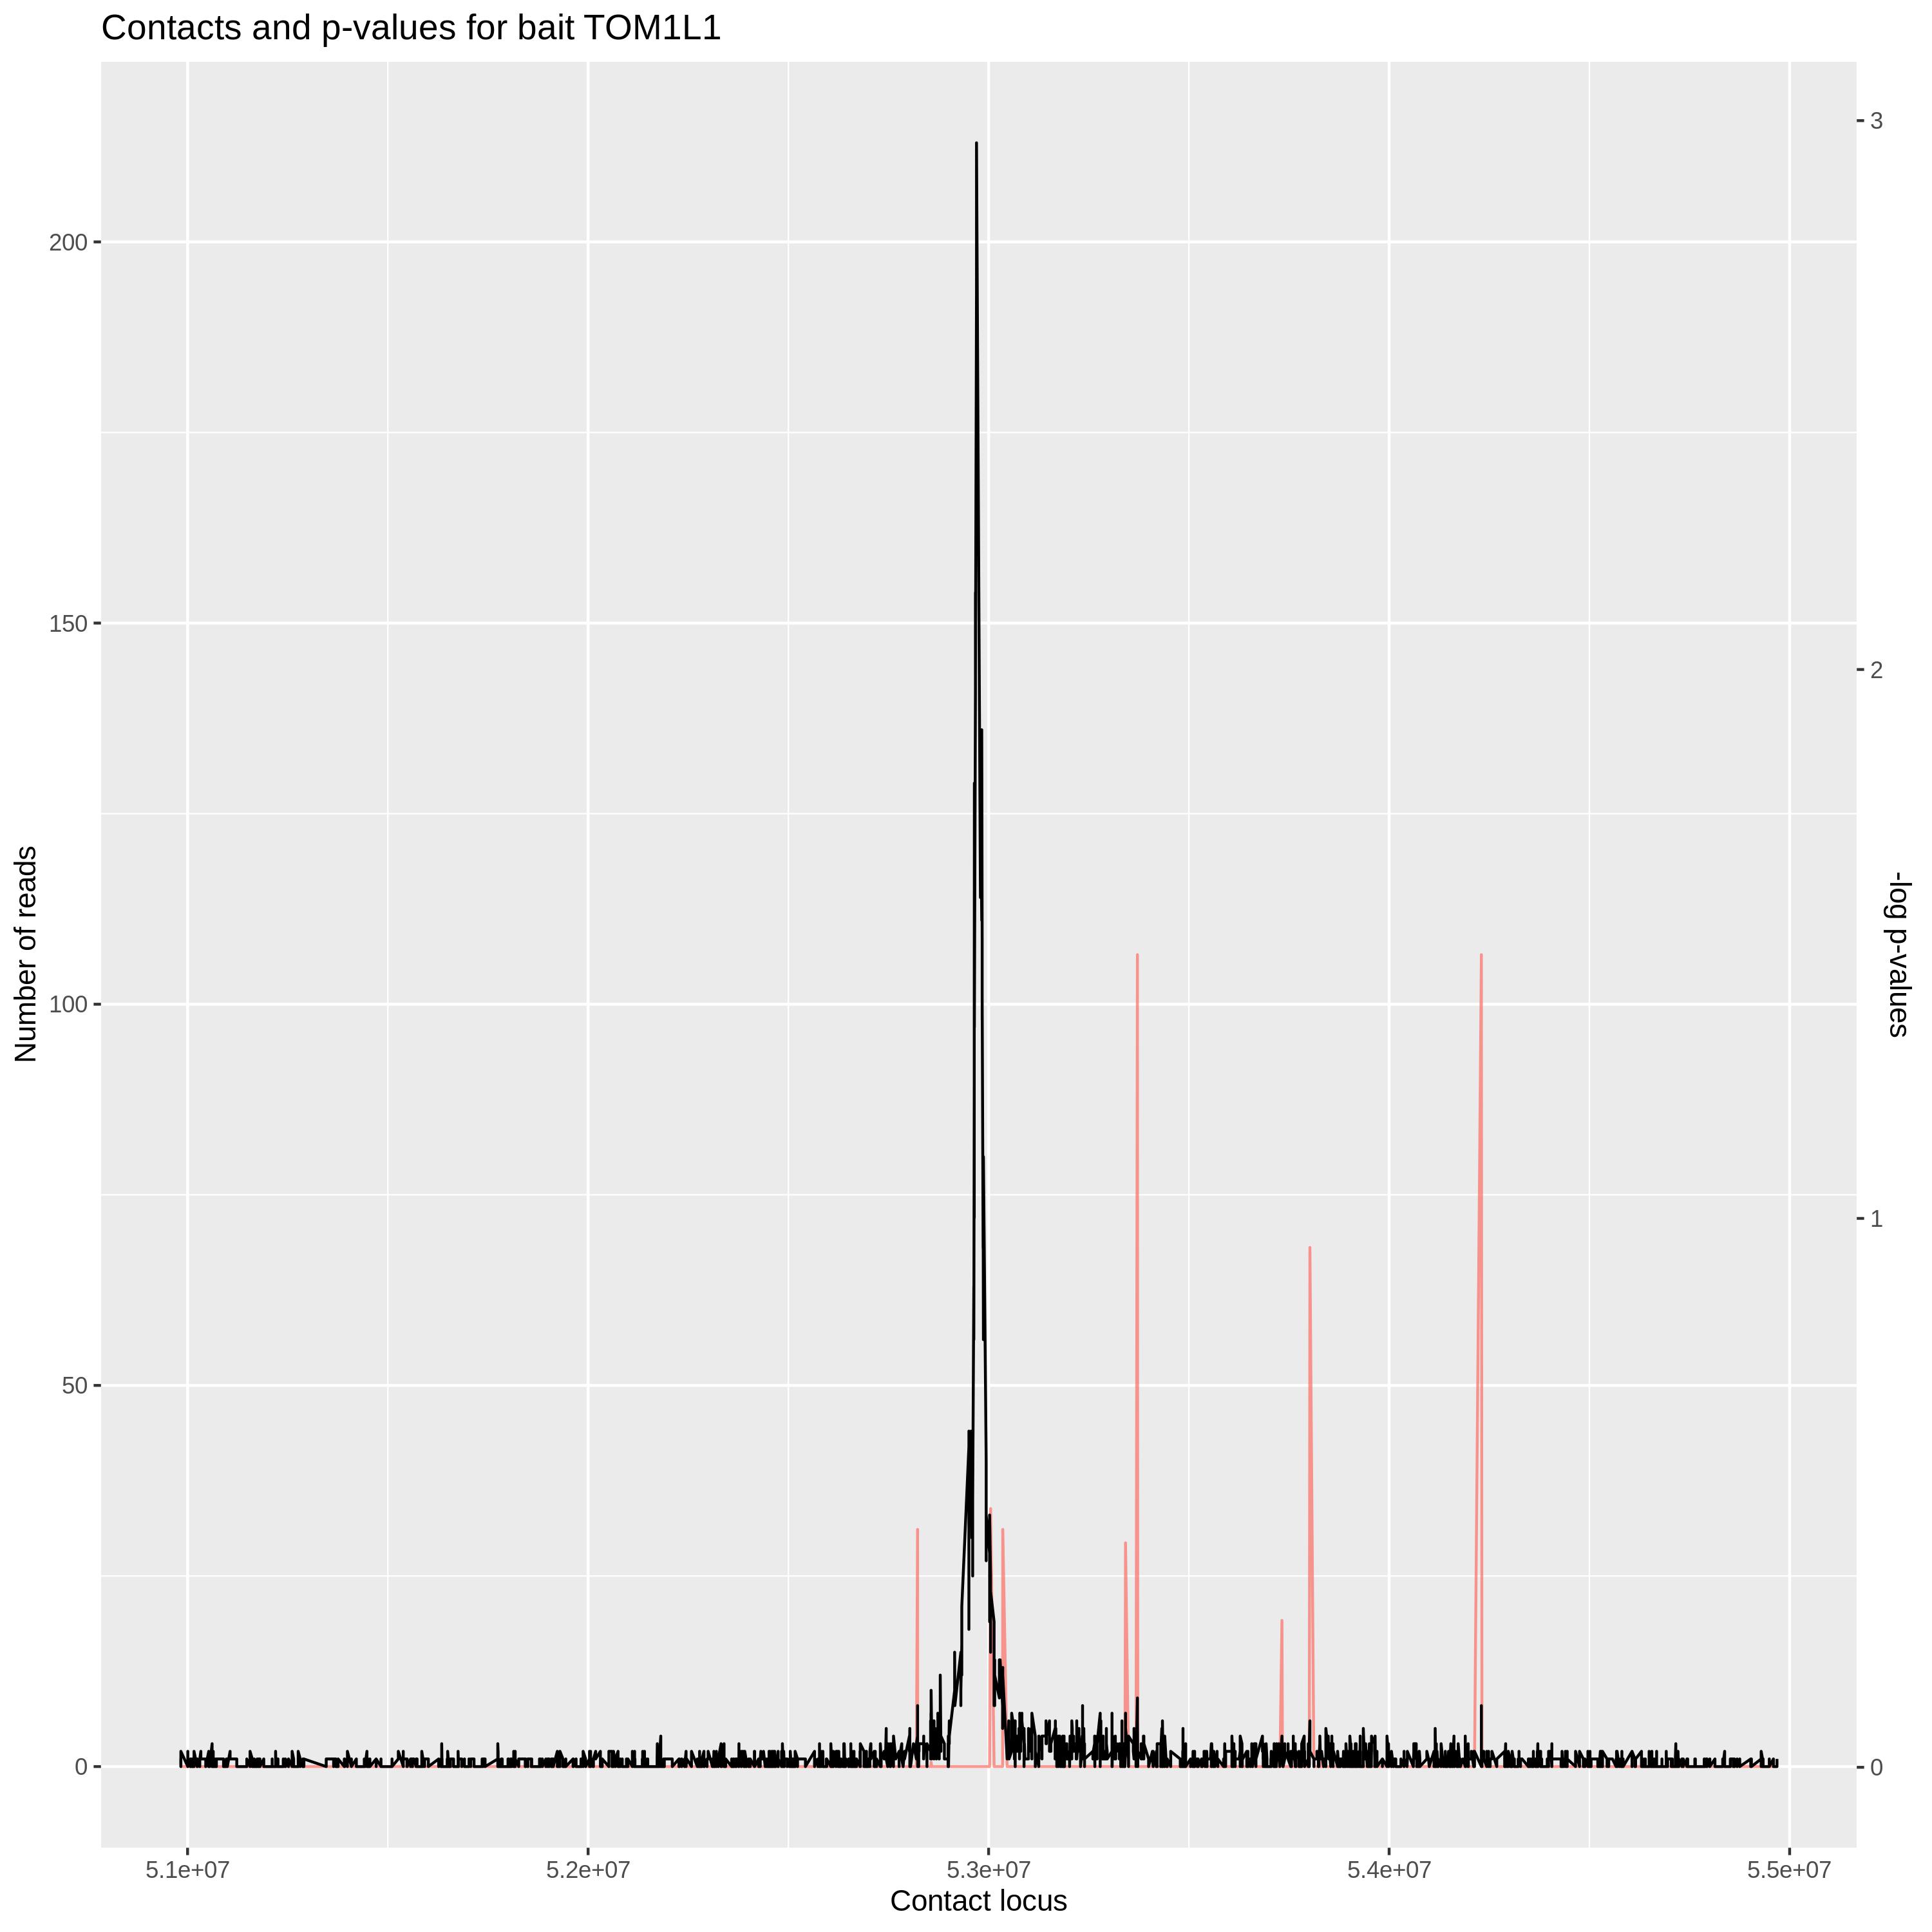 Contacts and p-values for bait TOM1L1
Number of reads
200
150
100
50
0
3
2
1
0
-log p-values
5.1e+07
5.2e+07
5.3e+07
5.4e+07
5.5e+07
Contact locus